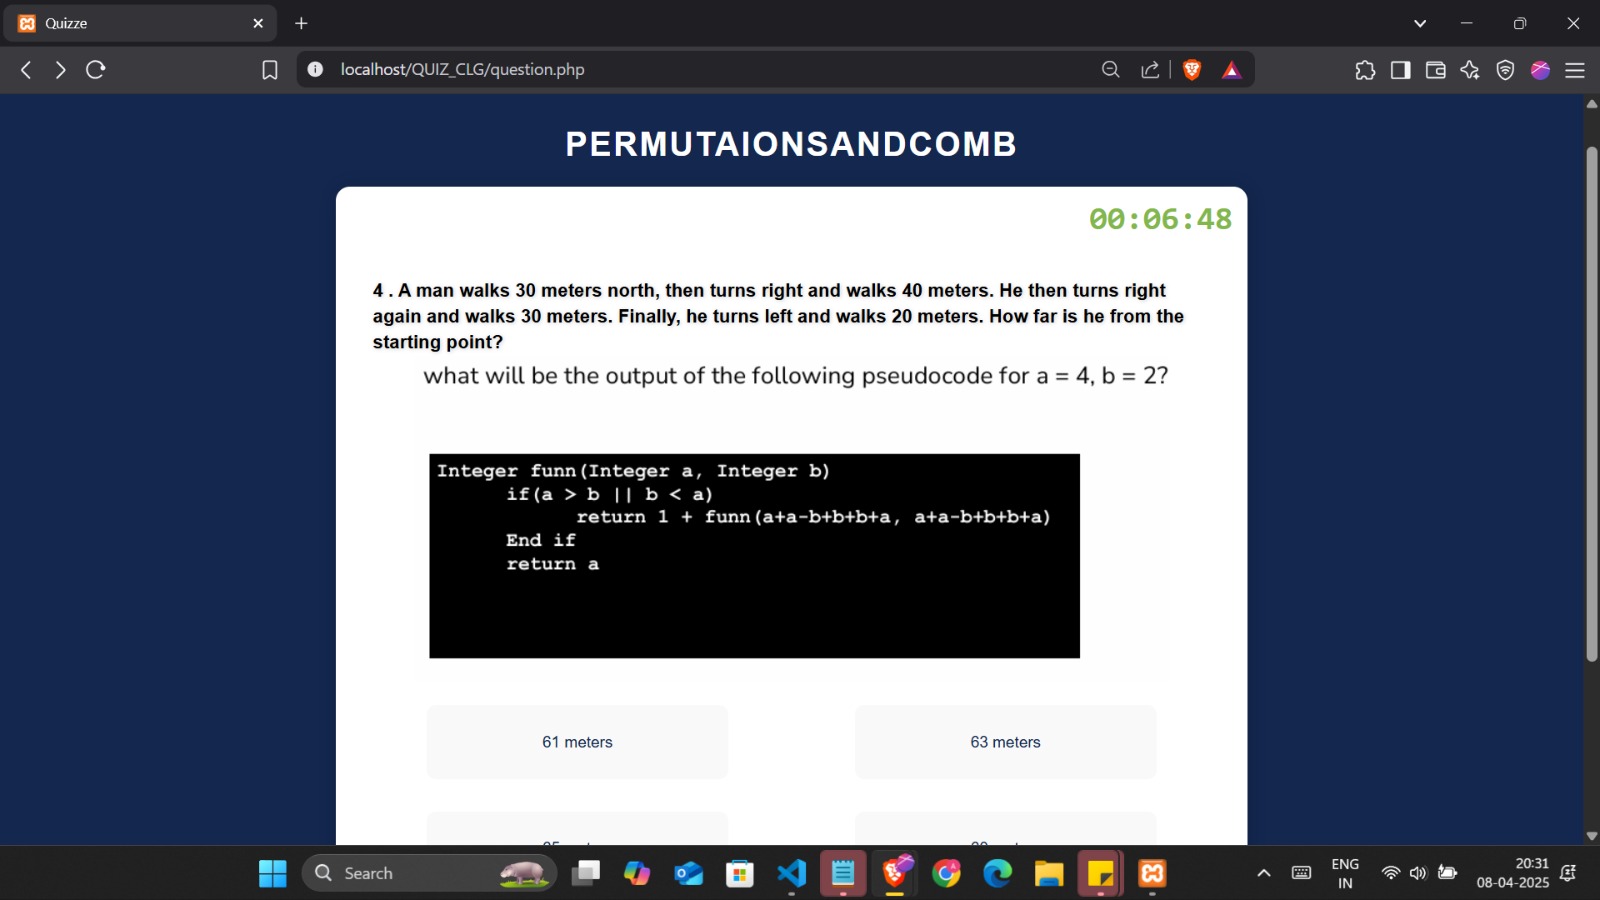 Quizze
localhost/QUIZ_CLG/question.php
PERMUTAIONSANDCOMB
00:06:48
4 . A man walks 30 meters north, then turns right and walks 40 meters. He then turns right
again and walks 30 meters. Finally, he turns left and walks 20 meters. How far is he from the
starting point?
what will be the output of the following pseudocode for a = 4, b = 2?
Integer funn(Integer a, Integer b)
if(a > b || b < a)
return 1 + funn(a+a-b+b+b+a, a+a-b+b+b+a)
End if
return a
61 meters
63 meters
Search
ENG
IN
20:31
08-04-2025